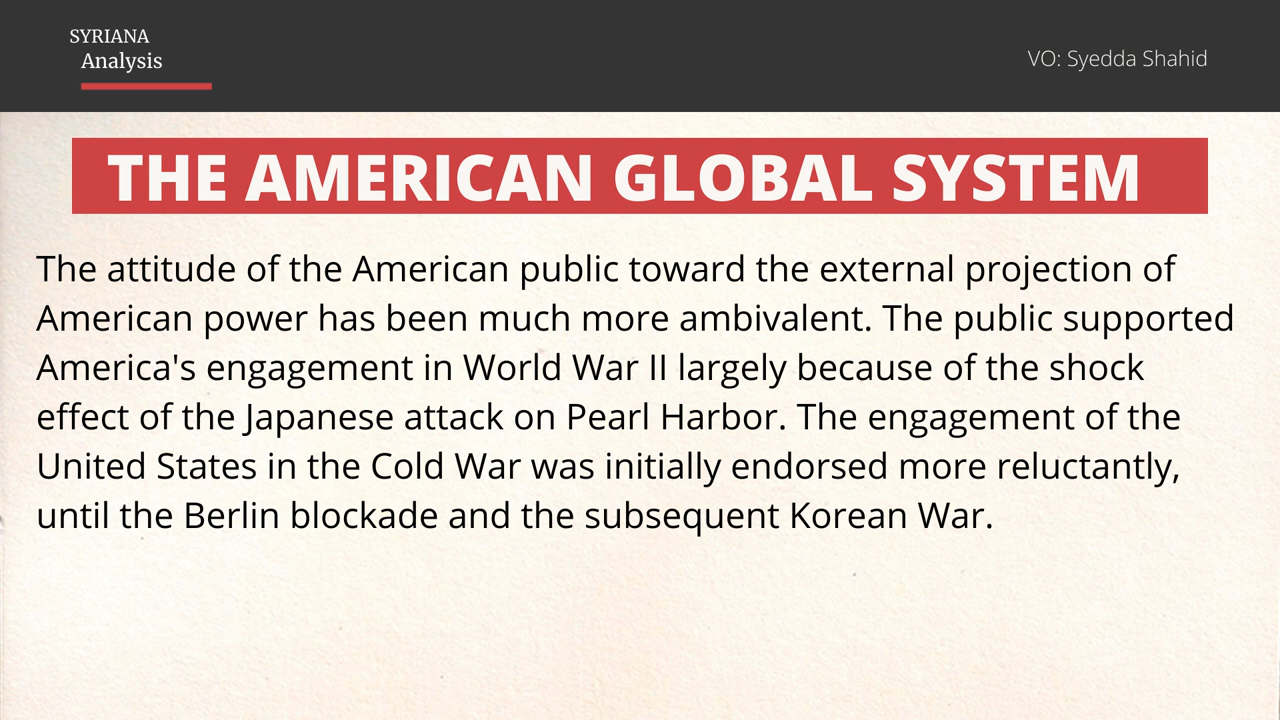 SYRIANA
Analysis
VO: Syedda Shahid
THE AMERICAN GLOBAL SYSTEM
The attitude of the American public toward the external projection of
American power has been much more ambivalent. The public supported
America's engagement in World War II largely because of the shock
effect of the Japanese attack on Pearl Harbor. The engagement of the
United States in the Cold War was initially endorsed more reluctantly,
until the Berlin blockade and the subsequent Korean War.